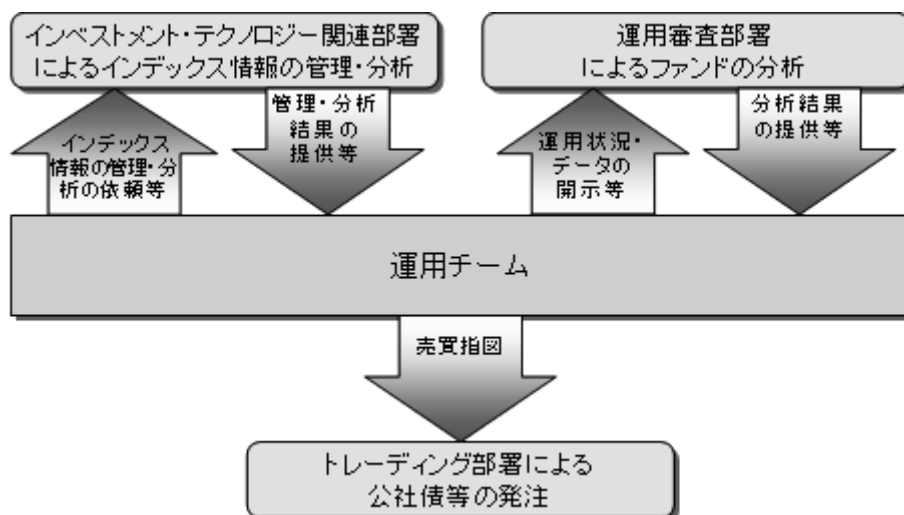 インベストメント・テクノロジー関連部署
によるインデックス情報の管理・分析
運用審査部署
によるファンドの分析
インデックス
情報の管理・分
析の依頼等
管理・分析
結果の
提供等
運用状況・
データの
開示等
分析結果
の提供等
運用チーム
売買指図
トレーディング部署による
公社債等の発注